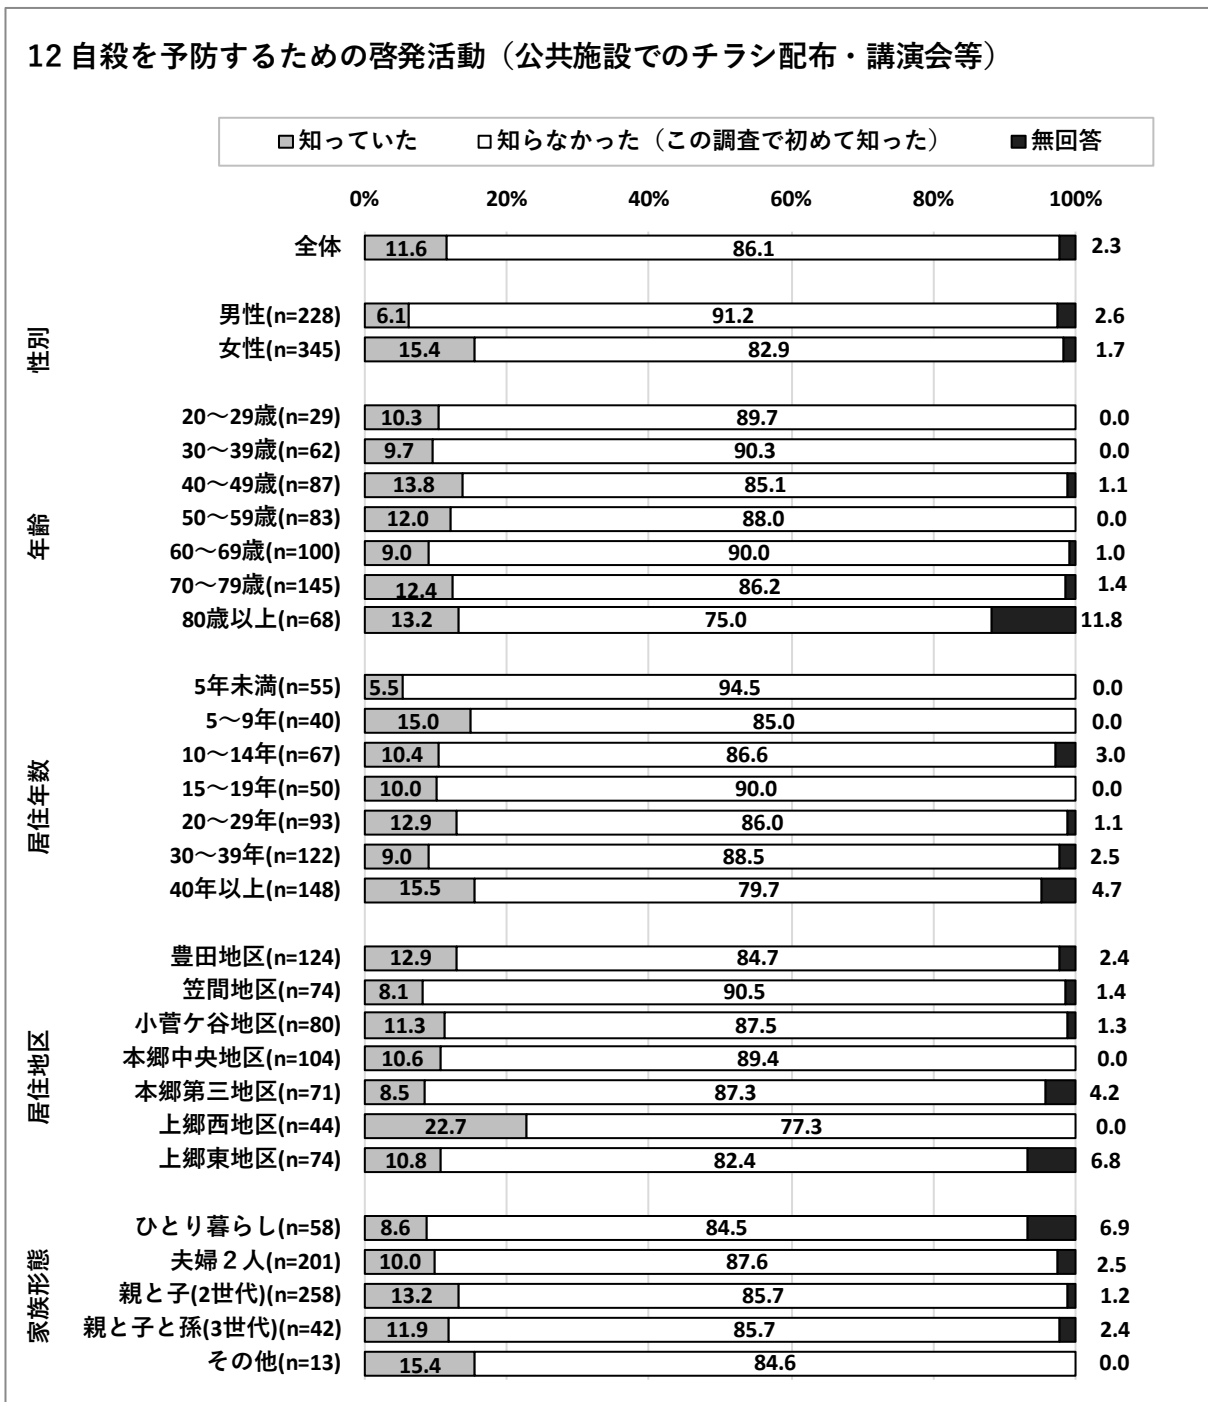 12 自殺を予防するための啓発活動（公共施設でのチラシ配布・講演会等）
知っていた 知らなかった（この調査で初めて知った） 無回答
0% 20% 40% 60% 80% 100%
全体 11.6 86.1 2.3
性別
男性(n=228) 6.1 91.2 2.6
女性(n=345) 15.4 82.9 1.7
年齢
20～29歳(n=29) 10.3 89.7 0.0
30～39歳(n=62) 9.7 90.3 0.0
40～49歳(n=87) 13.8 85.1 1.1
50～59歳(n=83) 12.0 88.0 0.0
60～69歳(n=100) 9.0 90.0 1.0
70～79歳(n=145) 12.4 86.2 1.4
80歳以上(n=68) 13.2 75.0 11.8
居住年数
5年未満(n=55) 5.5 94.5 0.0
5～9年(n=40) 15.0 85.0 0.0
10～14年(n=67) 10.4 86.6 3.0
15～19年(n=50) 10.0 90.0 0.0
20～29年(n=93) 12.9 86.0 1.1
30～39年(n=122) 9.0 88.5 2.5
40年以上(n=148) 15.5 79.7 4.7
居住地区
豊田地区(n=124) 12.9 84.7 2.4
笠間地区(n=74) 8.1 90.5 1.4
小菅ケ谷地区(n=80) 11.3 87.5 1.3
本郷中央地区(n=104) 10.6 89.4 0.0
本郷第三地区(n=71) 8.5 87.3 4.2
上郷西地区(n=44) 22.7 77.3 0.0
上郷東地区(n=74) 10.8 82.4 6.8
家族形態
ひとり暮らし(n=58) 8.6 84.5 6.9
夫婦２人(n=201) 10.0 87.6 2.5
親と子(2世代)(n=258) 13.2 85.7 1.2
親と子と孫(3世代)(n=42) 11.9 85.7 2.4
その他(n=13) 15.4 84.6 0.0